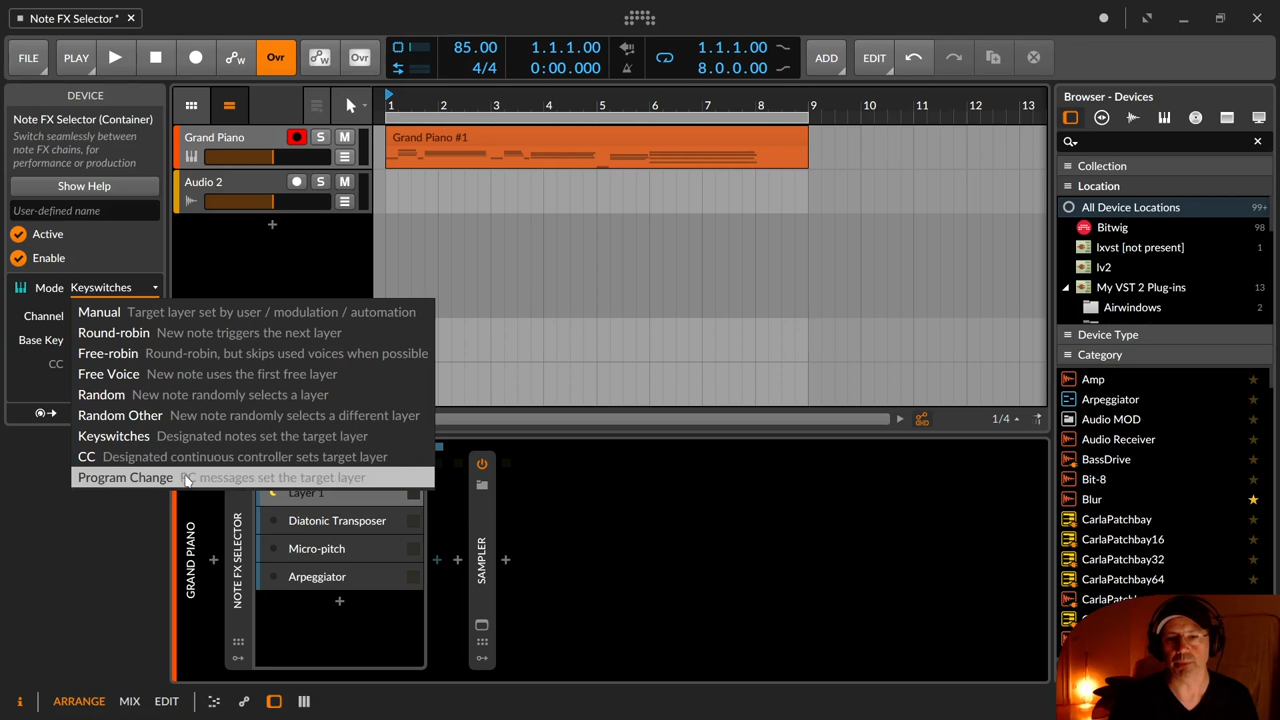 Note FX Selector *
FILE
PLAY
Ovr
Ovr
85.00
4/4
1.1.1.00
0:00.000
1.1.1.00
8.0.0.00
ADD
EDIT
DEVICE
Note FX Selector (Container)
Switch seamlessly between
note FX chains, for
performance or production
Show Help
User-defined name
Active
Enable
Mode Keyswitches
Channel
Base Key
CC
Manual Target layer set by user / modulation / automation
Round-robin New note triggers the next layer
Free-robin Round-robin, but skips used voices when possible
Free Voice New note uses the first free layer
Random New note randomly selects a layer
Random Other New note randomly selects a different layer
Keyswitches Designated notes set the target layer
CC Designated continuous controller sets target layer
Program Change PC messages set the target layer
1 2 3 4 5 6 7 8 9 10 11 12 13
Grand Piano S M
Grand Piano #1
Audio 2 S M
1/4
GRAND PIANO
NOTE FX SELECTOR
Layer 1
Diatonic Transposer
Micro-pitch
Arpeggiator
SAMPLER
Browser - Devices
Collection
Location
All Device Locations 99+
Bitwig 98
lxvst [not present] 1
lv2
My VST 2 Plug-ins 13
Airwindows 2
Device Type
Category
Amp
Arpeggiator
Audio MOD
Audio Receiver
BassDrive
Bit-8
Blur
CarlaPatchbay
CarlaPatchbay16
CarlaPatchbay32
CarlaPatchbay64
i
ARRANGE
MIX
EDIT